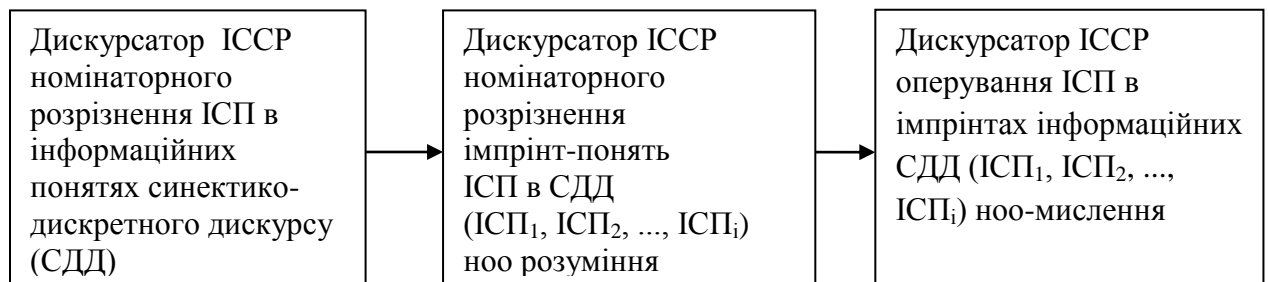 Дискурсатор ІССР
номінаторного
розрізнення ІСП в
інформаційних
понятях синектико-
дискретного дискурсу
(СДД)
Дискурсатор ІССР
номінаторного
розрізнення
імпрінт-понять
ІСП в СДД
(ІСП₁, ІСП₂, ..., ІСПᵢ)
ноо розуміння
Дискурсатор ІССР
оперування ІСП в
імпрінтах інформаційних
СДД (ІСП₁, ІСП₂, ...,
ІСПᵢ) ноо-мислення